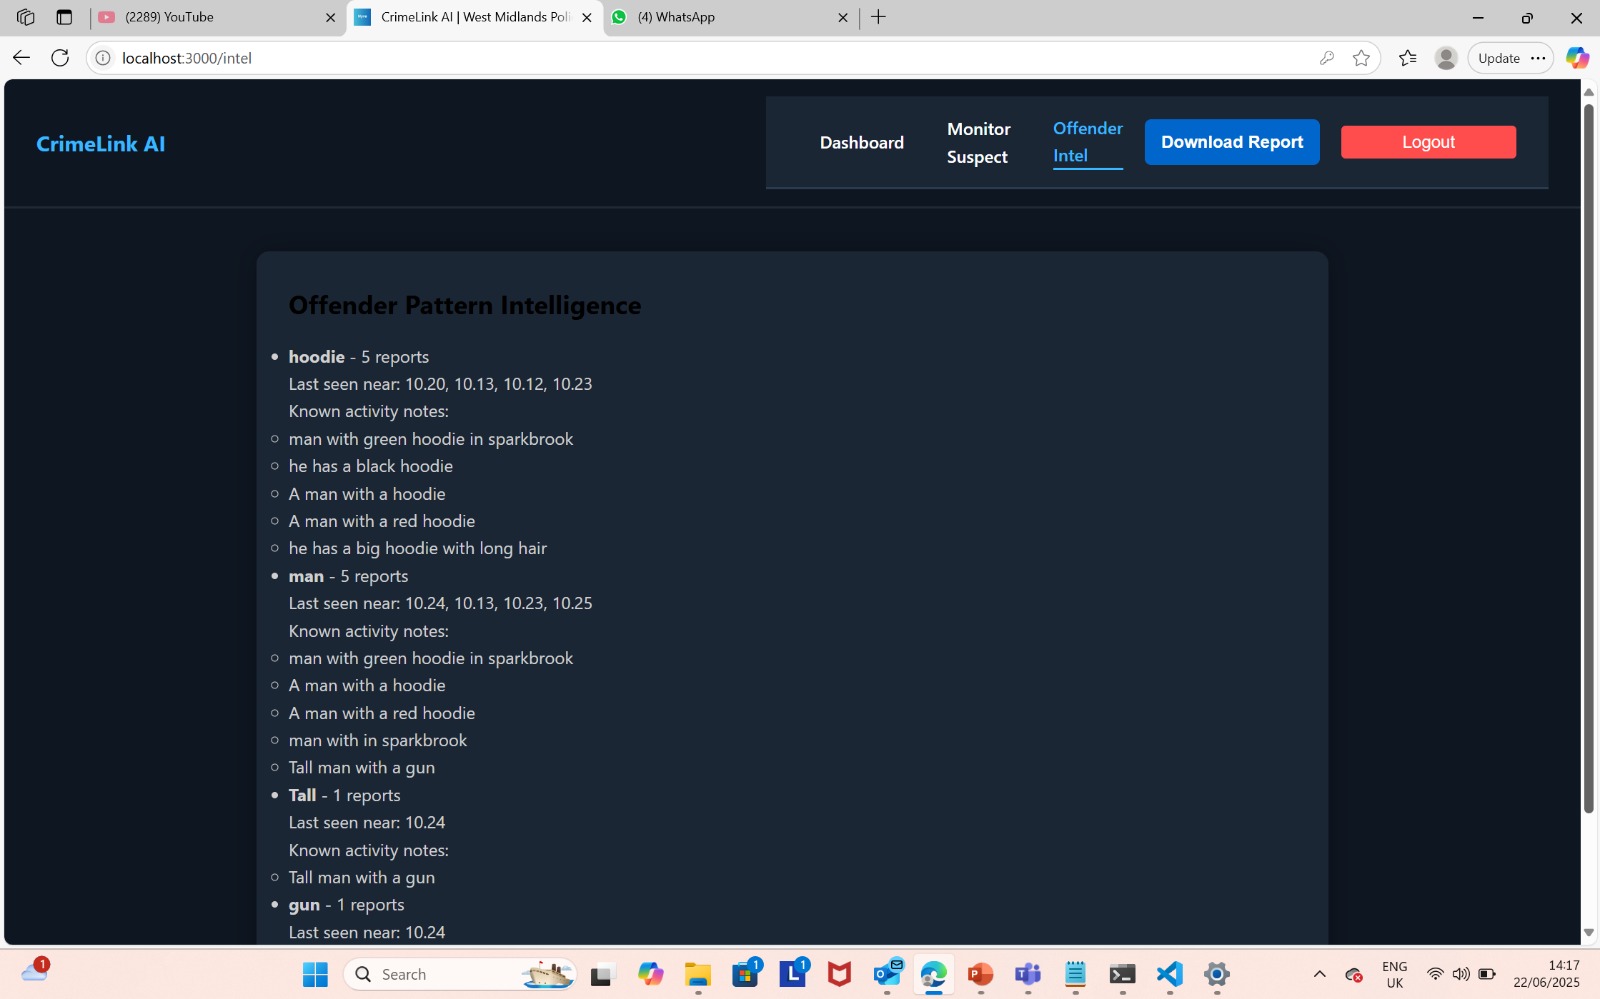 (2289) YouTube
CrimeLink AI | West Midlands Poli
(4) WhatsApp
localhost:3000/intel
Update
CrimeLink AI
Dashboard
Monitor
Suspect
Offender
Intel
Download Report
Logout
Offender Pattern Intelligence
hoodie - 5 reports
Last seen near: 10.20, 10.13, 10.12, 10.23
Known activity notes:
man with green hoodie in sparkbrook
he has a black hoodie
A man with a hoodie
A man with a red hoodie
he has a big hoodie with long hair
man - 5 reports
Last seen near: 10.24, 10.13, 10.23, 10.25
Known activity notes:
man with green hoodie in sparkbrook
A man with a hoodie
A man with a red hoodie
man with in sparkbrook
Tall man with a gun
Tall - 1 reports
Last seen near: 10.24
Known activity notes:
Tall man with a gun
gun - 1 reports
Last seen near: 10.24
1
Search
1
1
ENG
UK
14:17
22/06/2025